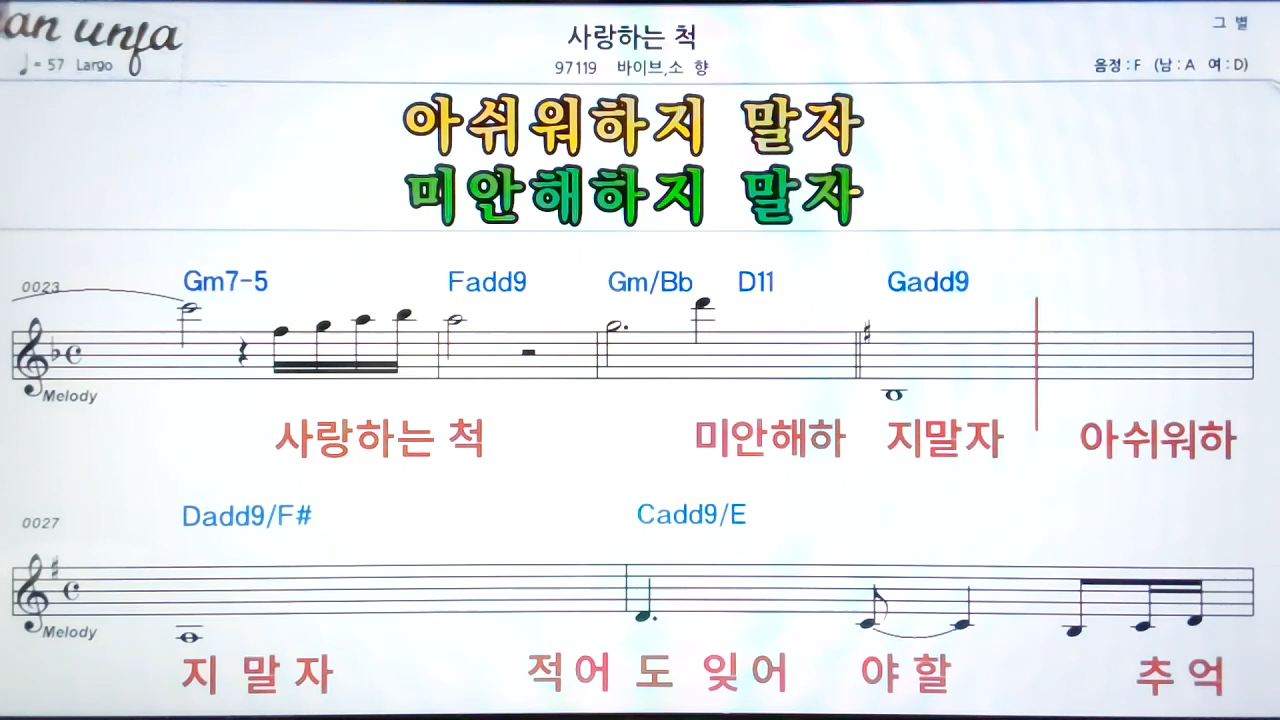 an unfa
♩= 57 Largo
사랑하는 척
97119 바이브,소 향
그 별
음정:F (남:A 여:D)
아쉬워하지 말자
미안해하지 말자
0023
Gm7-5 Fadd9 Gm/Bb D11 Gadd9
Melody
사랑하는 척 미안해하 지말자 아쉬워하
0027
Dadd9/F# Cadd9/E
Melody
지 말 자 적어 도 잊어 야 할 추 억